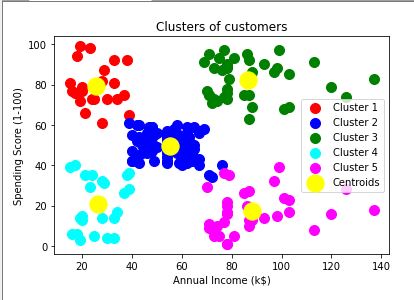 Clusters of customers
Spending Score (1-100)
100
80
60
40
20
0
Cluster 1
Cluster 2
Cluster 3
Cluster 4
Cluster 5
Centroids
20 40 60 80 100 120 140
Annual Income (k$)